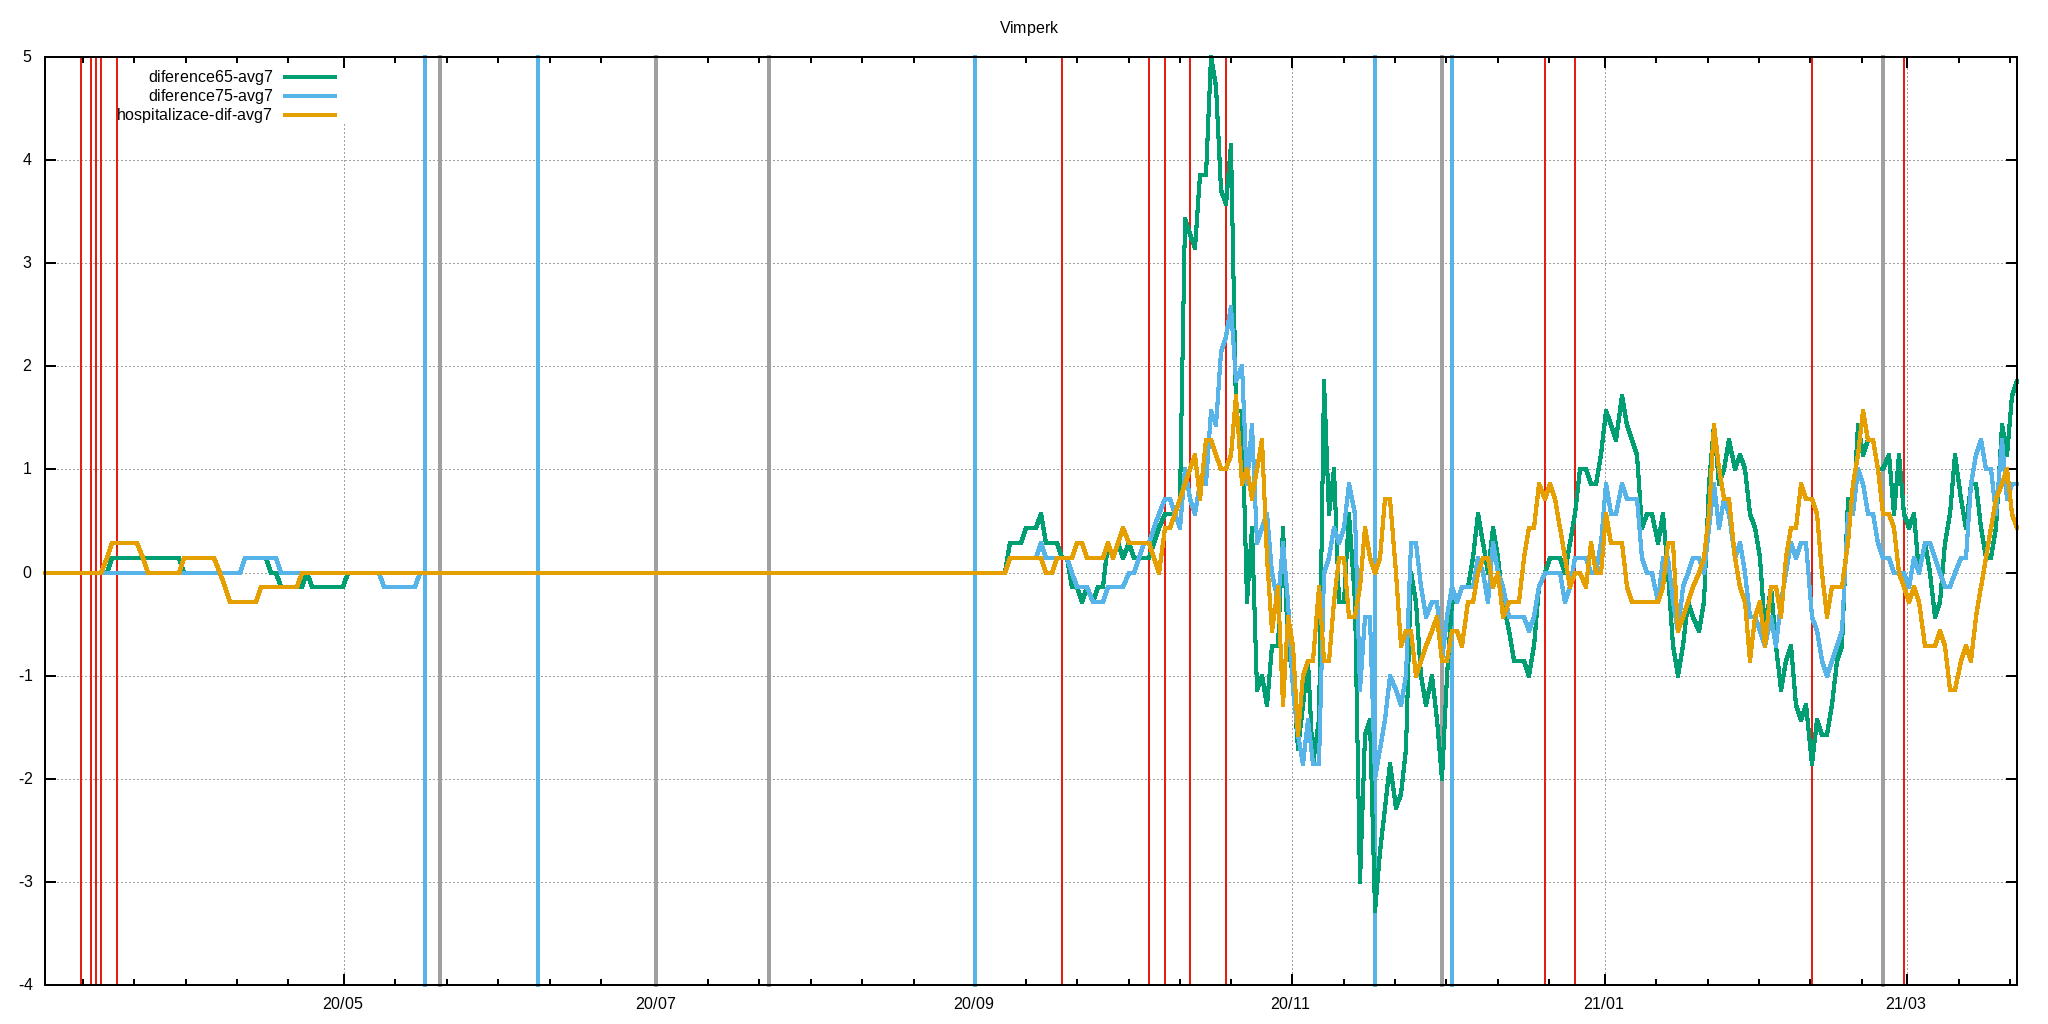 Vimperk
5
diference65-avg7
diference75-avg7
hospitalizace-dif-avg7
4
3
2
1
0
-1
-2
-3
-4
20/05 20/07 20/09 20/11 21/01 21/03